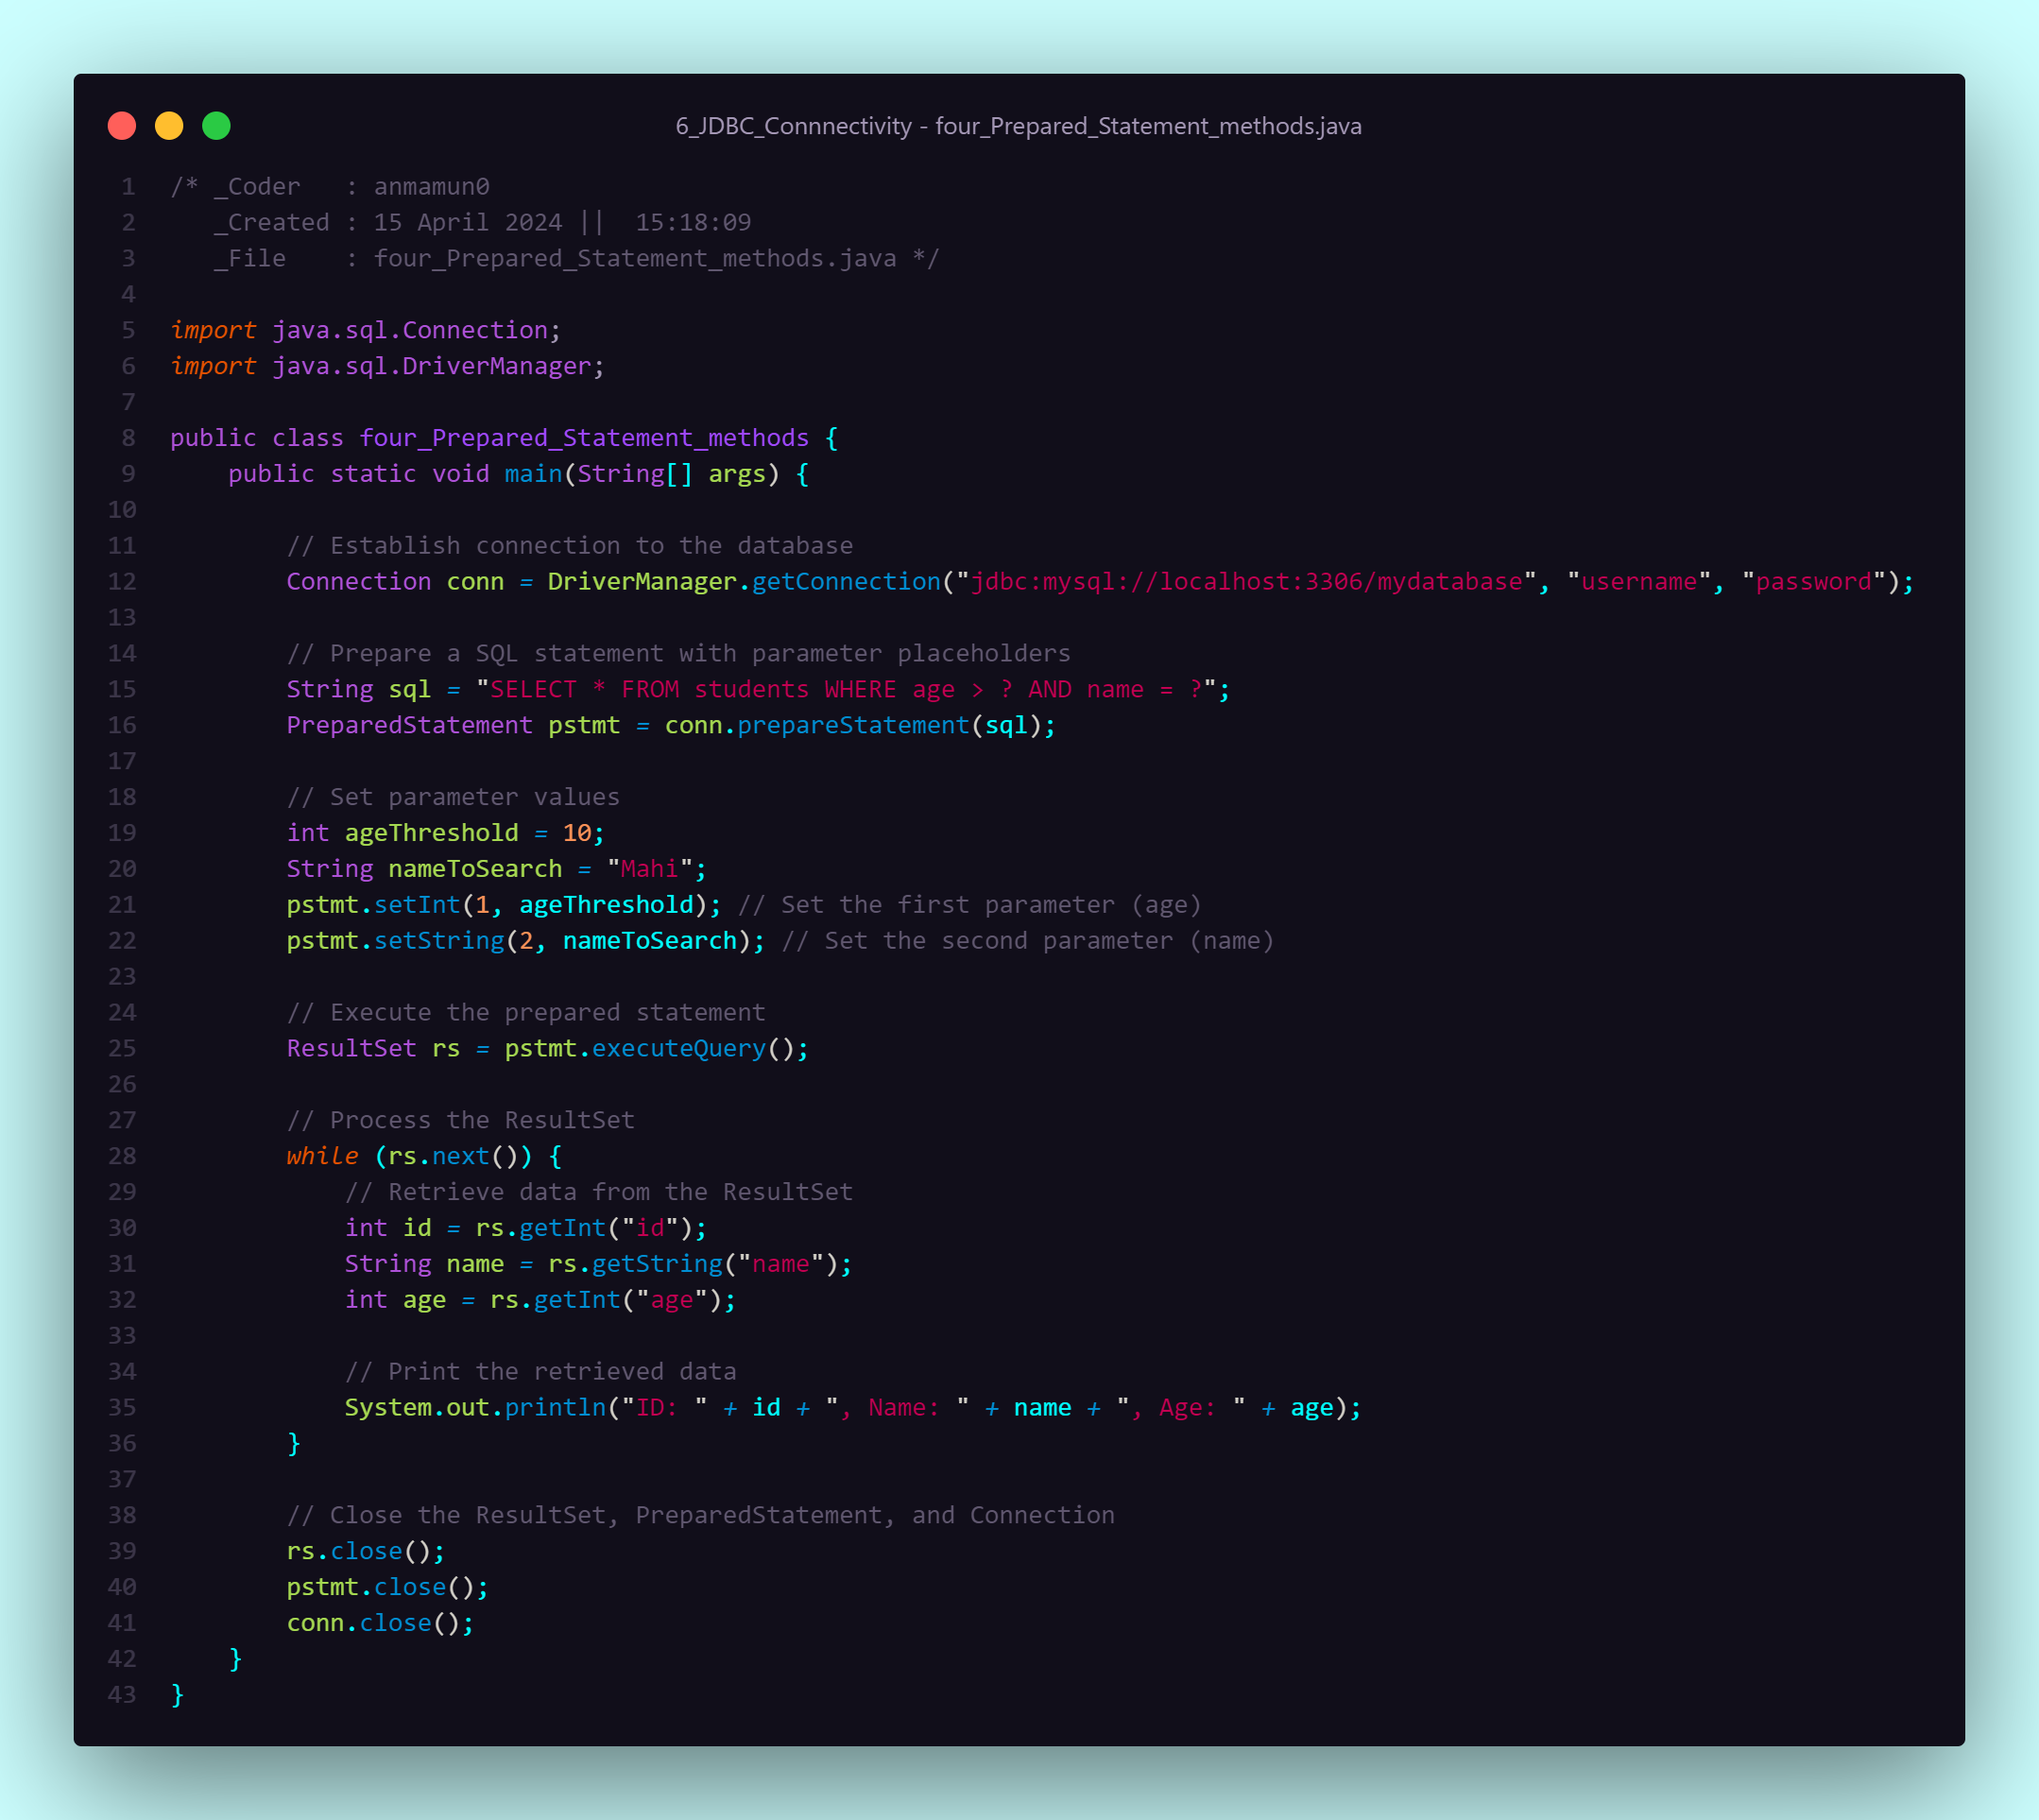 6_JDBC_Connnectivity - four_Prepared_Statement_methods.java
1 /* _Coder   : anmamun0
2    _Created : 15 April 2024 ||  15:18:09
3    _File    : four_Prepared_Statement_methods.java */
4
5 import java.sql.Connection;
6 import java.sql.DriverManager;
7
8 public class four_Prepared_Statement_methods {
9     public static void main(String[] args) {
10
11         // Establish connection to the database
12         Connection conn = DriverManager.getConnection("jdbc:mysql://localhost:3306/mydatabase", "username", "password");
13
14         // Prepare a SQL statement with parameter placeholders
15         String sql = "SELECT * FROM students WHERE age > ? AND name = ?";
16         PreparedStatement pstmt = conn.prepareStatement(sql);
17
18         // Set parameter values
19         int ageThreshold = 10;
20         String nameToSearch = "Mahi";
21         pstmt.setInt(1, ageThreshold); // Set the first parameter (age)
22         pstmt.setString(2, nameToSearch); // Set the second parameter (name)
23
24         // Execute the prepared statement
25         ResultSet rs = pstmt.executeQuery();
26
27         // Process the ResultSet
28         while (rs.next()) {
29             // Retrieve data from the ResultSet
30             int id = rs.getInt("id");
31             String name = rs.getString("name");
32             int age = rs.getInt("age");
33
34             // Print the retrieved data
35             System.out.println("ID: " + id + ", Name: " + name + ", Age: " + age);
36         }
37
38         // Close the ResultSet, PreparedStatement, and Connection
39         rs.close();
40         pstmt.close();
41         conn.close();
42     }
43 }